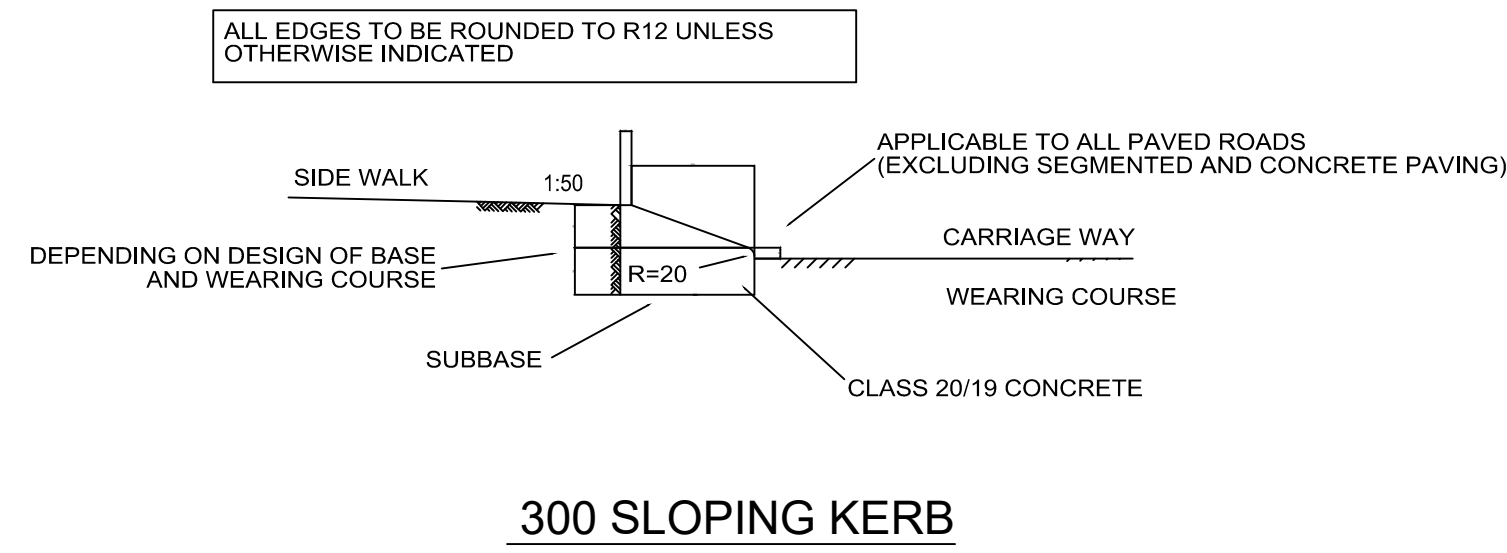 ALL EDGES TO BE ROUNDED TO R12 UNLESS
OTHERWISE INDICATED
APPLICABLE TO ALL PAVED ROADS
(EXCLUDING SEGMENTED AND CONCRETE PAVING)
SIDE WALK
1:50
CARRIAGE WAY
DEPENDING ON DESIGN OF BASE
AND WEARING COURSE
R=20
WEARING COURSE
SUBBASE
CLASS 20/19 CONCRETE
300 SLOPING KERB